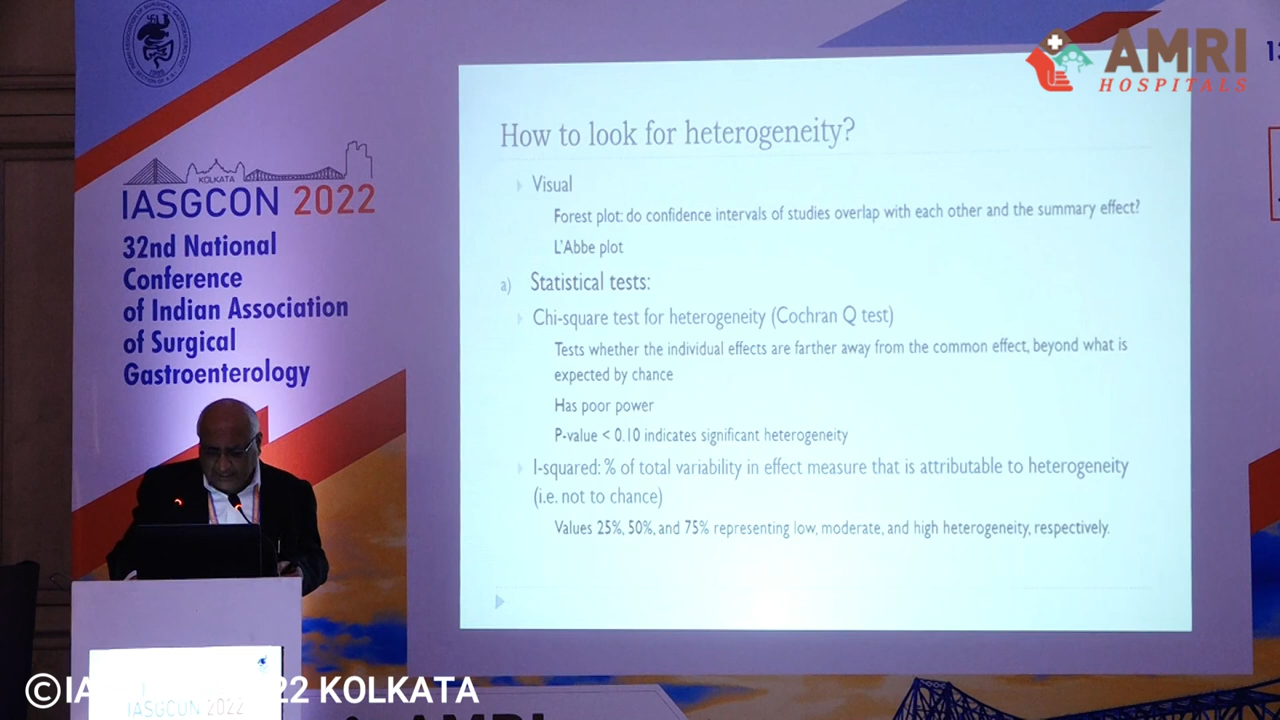 AMRI
HOSPITALS
13
KOLKATA
IASGCON 2022
32nd National
Conference
of Indian Association
of Surgical
Gastroenterology
How to look for heterogeneity?
Visual
Forest plot: do confidence intervals of studies overlap with each other and the summary effect?
L'Abbe plot
a) Statistical tests:
Chi-square test for heterogeneity (Cochran Q test)
Tests whether the individual effects are farther away from the common effect, beyond what is
expected by chance
Has poor power
P-value < 0.10 indicates significant heterogeneity
I-squared: % of total variability in effect measure that is attributable to heterogeneity
(i.e. not to chance)
Values 25%, 50%, and 75% representing low, moderate, and high heterogeneity, respectively.
IASGCON 2022
KOLKATA
AMRI